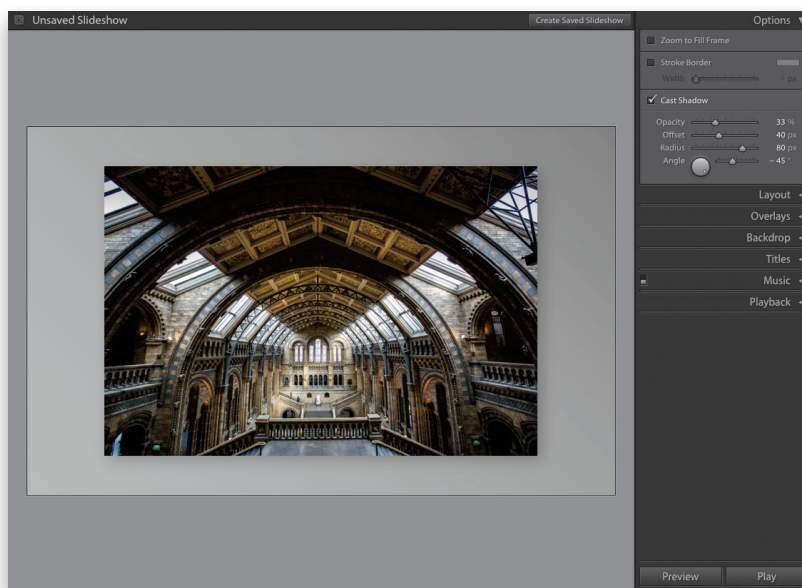 Unsaved Slideshow
Create Saved Slideshow
Options
Zoom to Fill Frame
Stroke Border
Width 1 px
Cast Shadow
Opacity 33 %
Offset 40 px
Radius 80 px
Angle – 45 °
Layout
Overlays
Backdrop
Titles
Music
Playback
Preview
Play